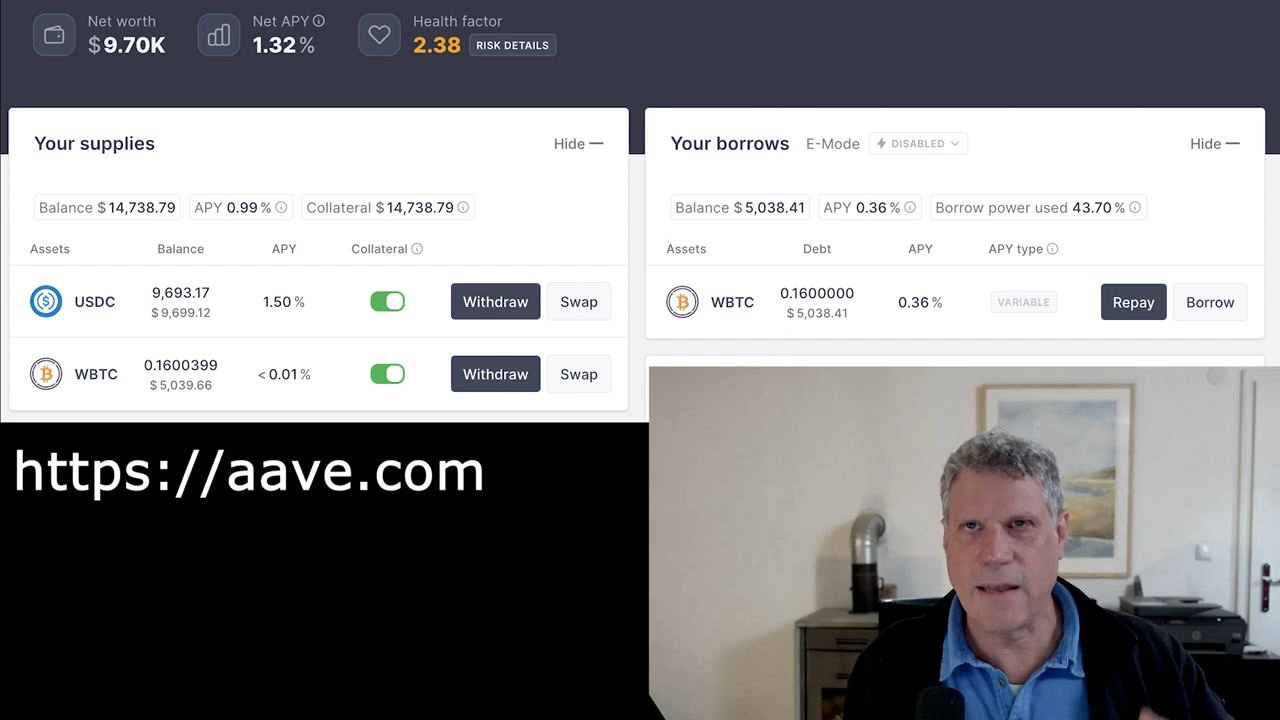 Net worth
$9.70K
Net APY
1.32%
Health factor
2.38 RISK DETAILS
Your supplies
Hide —
Balance $14,738.79 APY 0.99% Collateral $14,738.79
Assets Balance APY Collateral
USDC 9,693.17 1.50% Withdraw Swap
$9,699.12
WBTC 0.1600399 <0.01% Withdraw Swap
$5,039.66
Your borrows E-Mode DISABLED
Hide —
Balance $5,038.41 APY 0.36% Borrow power used 43.70%
Assets Debt APY APY type
WBTC 0.1600000 0.36% VARIABLE Repay Borrow
$5,038.41
https://aave.com